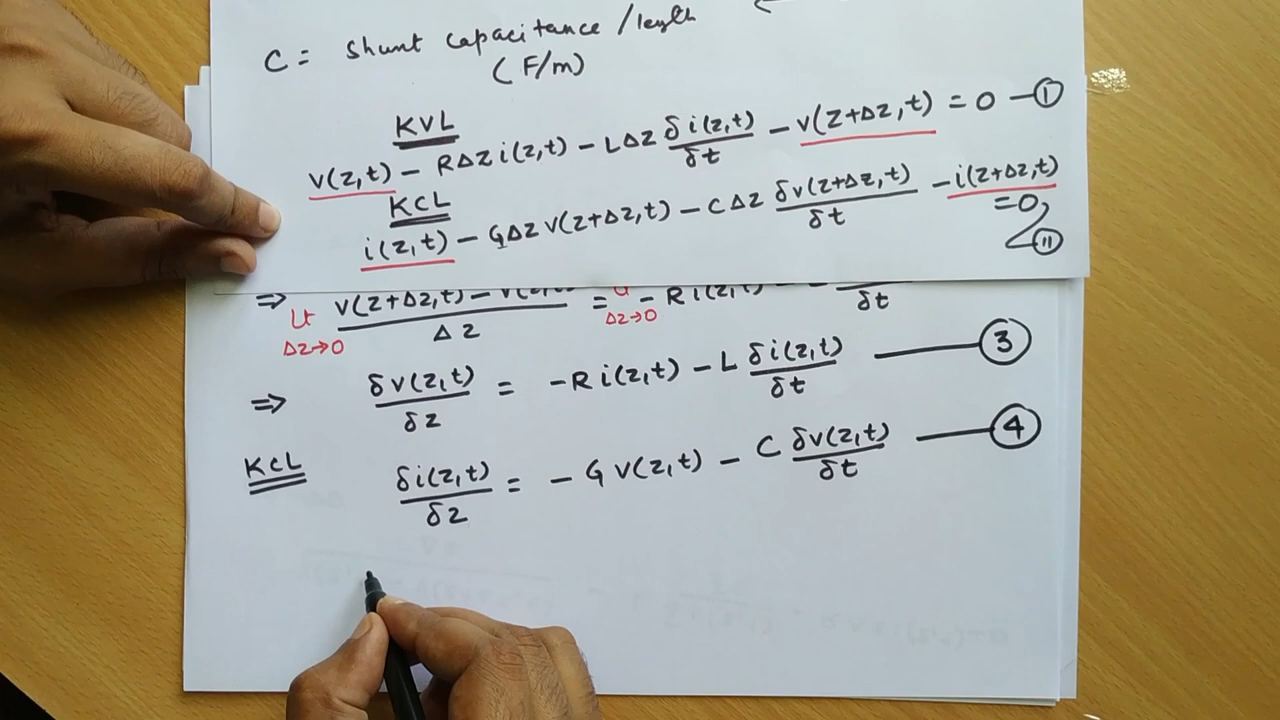 C = shunt capacitance/length
(F/m)
KVL
v(z,t) - RΔz i(z,t) - LΔz δi(z,t)/δt - v(z+Δz,t) = 0 — ①
KCL
i(z,t) - GΔz v(z+Δz,t) - CΔz δv(z+Δz,t)/δt - i(z+Δz,t) = 0, — ⑪
⇒ Lt Δz→0 v(z+Δz,t) - v(z,t)/Δz = Δz→0 - R i(z,t) - /δt
⇒ δv(z,t)/δz = -R i(z,t) - L δi(z,t)/δt — ③
KCL δi(z,t)/δz = - G v(z,t) - C δv(z,t)/δt — ④